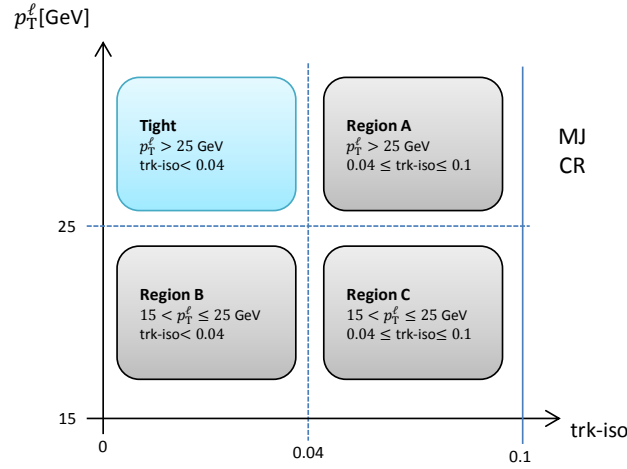 p_T^ℓ[GeV]
Tight
p_T^ℓ > 25 GeV
trk-iso< 0.04
Region A
p_T^ℓ > 25 GeV
0.04 ≤ trk-iso≤ 0.1
MJ
CR
25
Region B
15 < p_T^ℓ ≤ 25 GeV
trk-iso< 0.04
Region C
15 < p_T^ℓ ≤ 25 GeV
0.04 ≤ trk-iso≤ 0.1
15
0
0.04
0.1
trk-iso